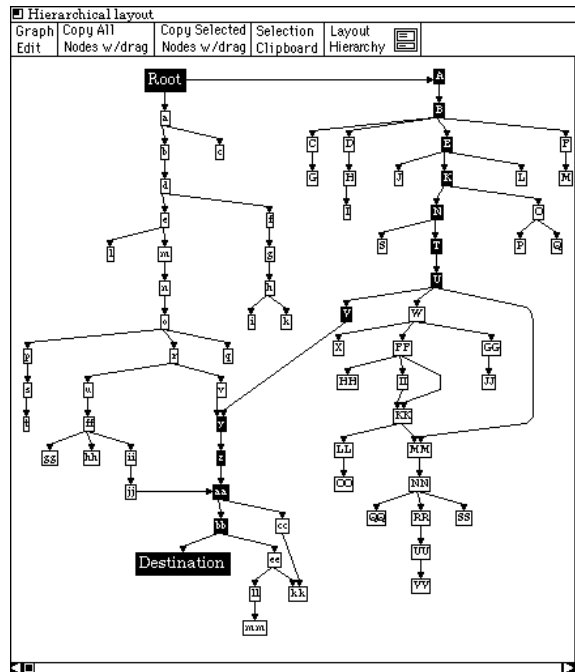 Hierarchical layout
Graph Copy All Copy Selected Selection Layout
Edit Nodes w/drag Nodes w/drag Clipboard Hierarchy
Root A
a B
b c C D E F
d G H J K L M
e f I N O
l m g S T P Q
n h U
o i k V W
p r q X FF GG
s u v HH II JJ
t ff y KK
gg hh ii z LL MM
jj aa OO NN
bb cc QQ RR SS
Destination ee UU
ll kk VV
mm